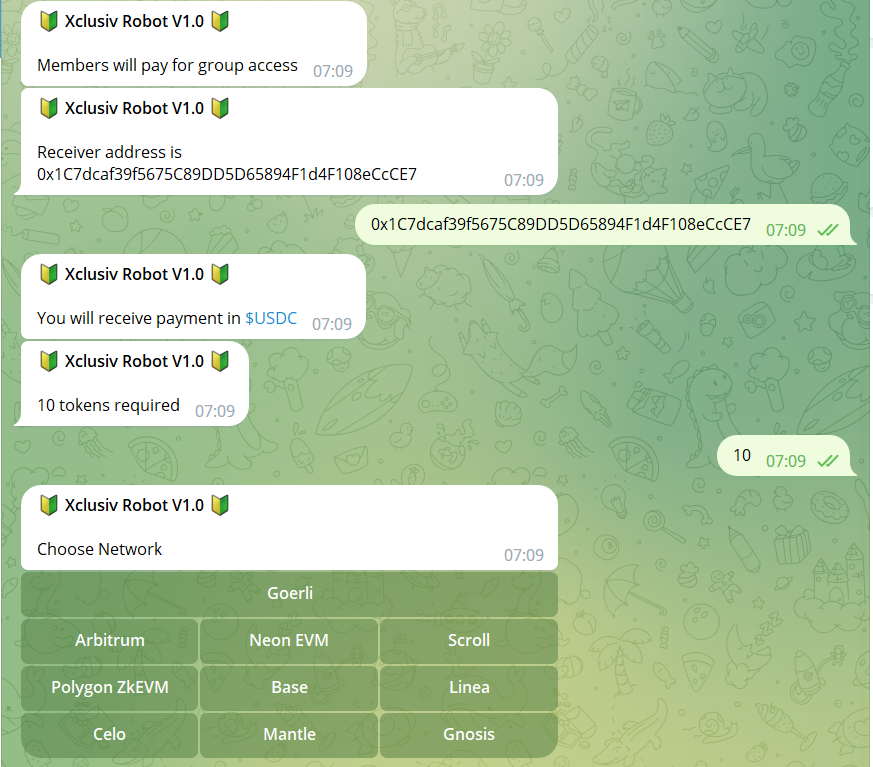 🔰 Xclusiv Robot V1.0 🔰
Members will pay for group access 07:09
🔰 Xclusiv Robot V1.0 🔰
Receiver address is
0x1C7dcaf39f5675C89DD5D65894F1d4F108eCcCE7
07:09
0x1C7dcaf39f5675C89DD5D65894F1d4F108eCcCE7 07:09
🔰 Xclusiv Robot V1.0 🔰
You will receive payment in $USDC 07:09
🔰 Xclusiv Robot V1.0 🔰
10 tokens required 07:09
10 07:09
🔰 Xclusiv Robot V1.0 🔰
Choose Network 07:09
Goerli
Arbitrum Neon EVM Scroll
Polygon ZkEVM Base Linea
Celo Mantle Gnosis